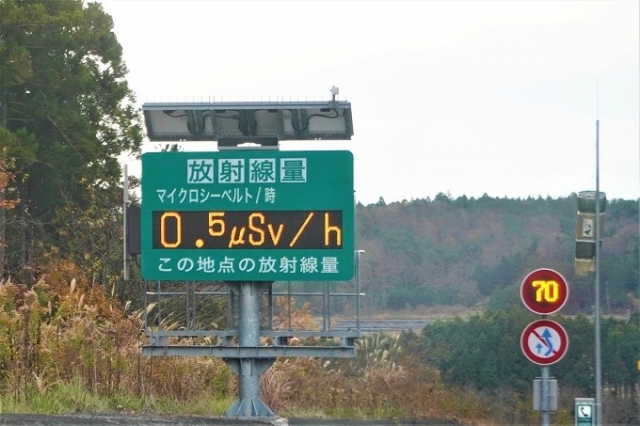 放射線量
マイクロシーベルト/時
0.5μSv/h
この地点の放射線量
70